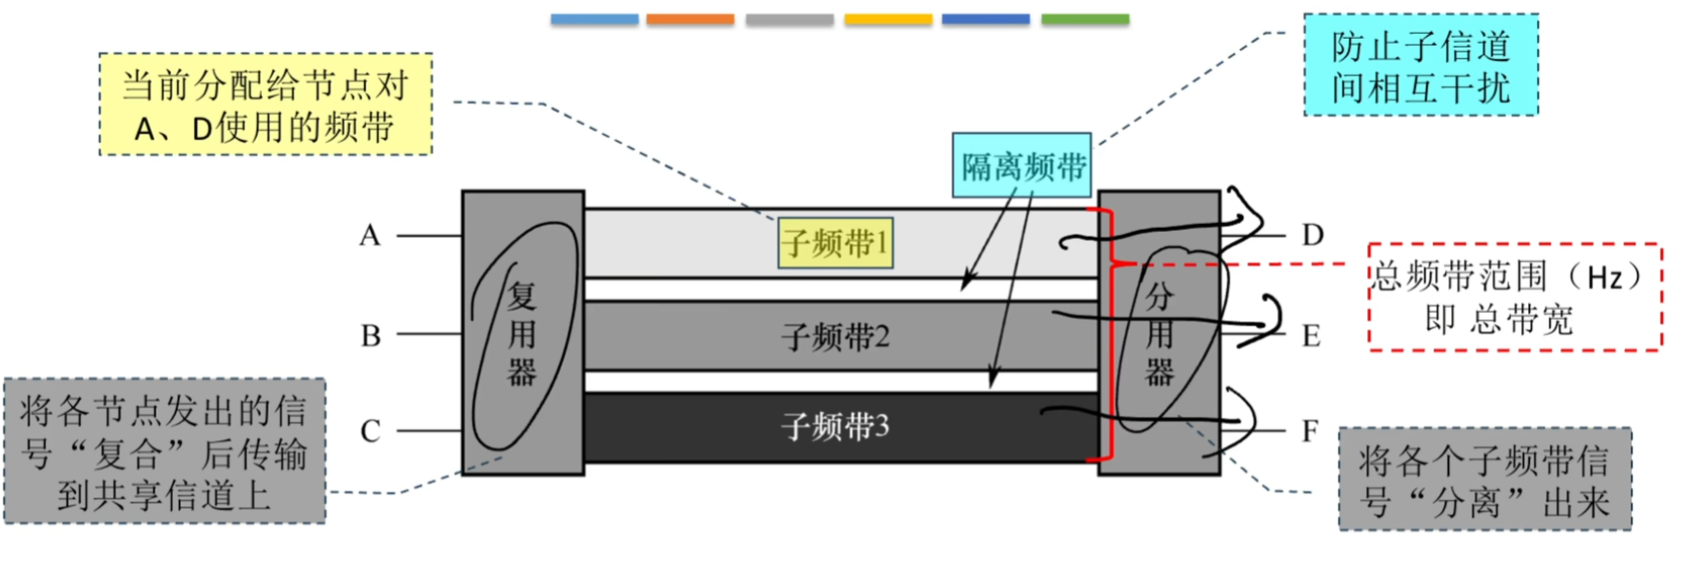 防止子信道
间相互干扰
当前分配给节点对
A、D使用的频带
隔离频带
A
子频带1
D
总频带范围（Hz）
即 总带宽
复
用
器
分
用
器
B
子频带2
E
将各节点发出的信
号“复合”后传输
到共享信道上
C
子频带3
F
将各个子频带信
号“分离”出来